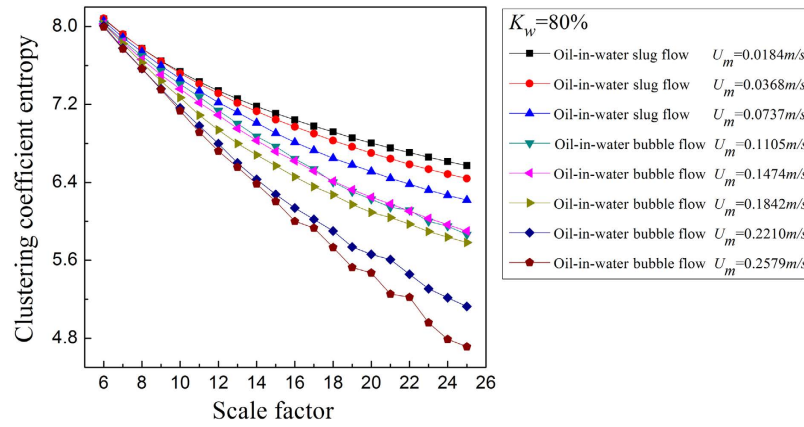 8.0
7.2
6.4
5.6
4.8
Clustering coefficient entropy
6 8 10 12 14 16 18 20 22 24 26
Scale factor
K_w=80%
Oil-in-water slug flow U_m=0.0184m/s
Oil-in-water slug flow U_m=0.0368m/s
Oil-in-water slug flow U_m=0.0737m/s
Oil-in-water bubble flow U_m=0.1105m/s
Oil-in-water bubble flow U_m=0.1474m/s
Oil-in-water bubble flow U_m=0.1842m/s
Oil-in-water bubble flow U_m=0.2210m/s
Oil-in-water bubble flow U_m=0.2579m/s